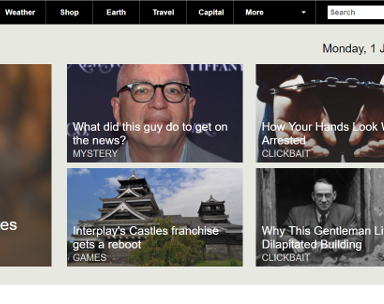 Weather Shop Earth Travel Capital More Search
Monday, 1 J
What did this guy do to get on
the news?
MYSTERY
How Your Hands Look W
Arrested
CLICKBAIT
es
Interplay's Castles franchise
gets a reboot
GAMES
Why This Gentleman Li
Dilapitated Building
CLICKBAIT